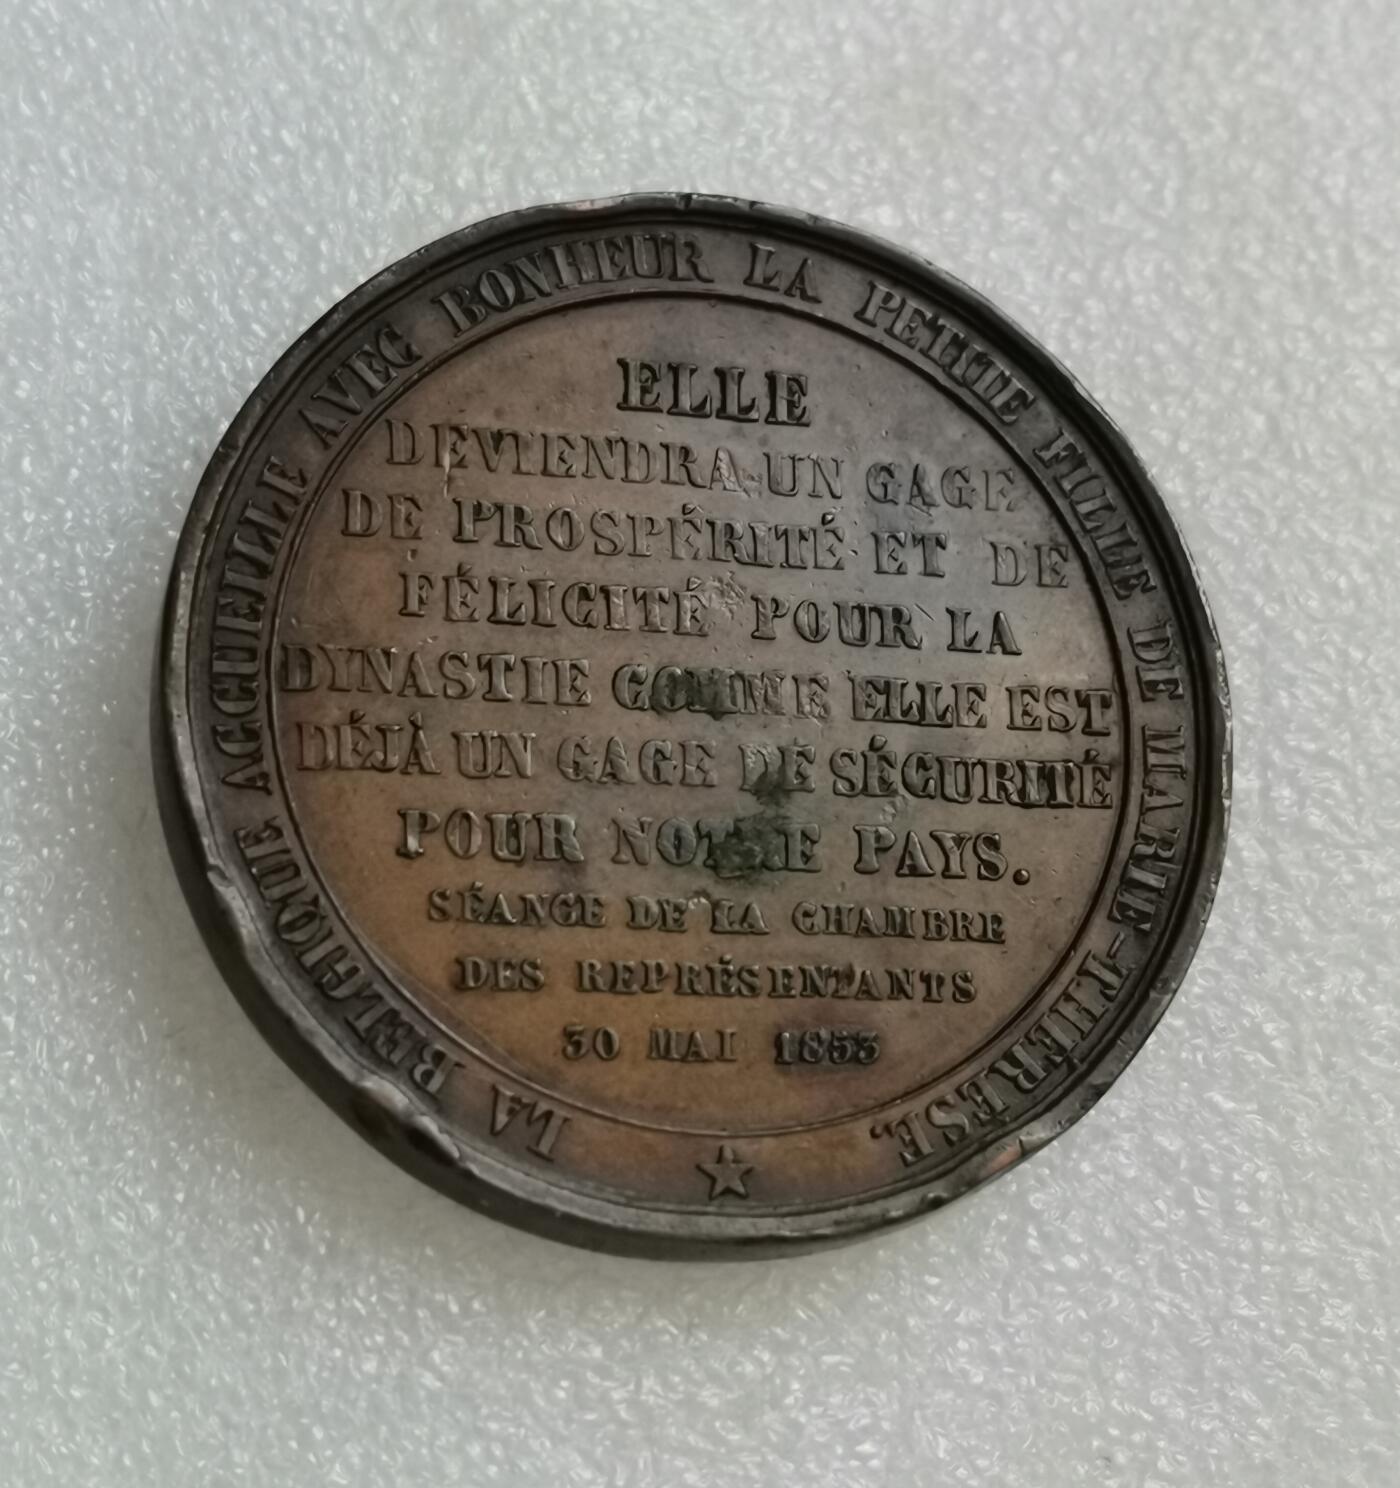 LA BELGIQUE ACCUEILLE AVEC BONHEUR LA PETITE FILLE DE MARIE-THÉRÈSE.
ELLE
DEVIENDRA UN GAGE
DE PROSPÉRITÉ ET DE
FÉLICITÉ POUR LA
DYNASTIE COMME ELLE EST
DÉJÀ UN GAGE DE SÉCURITÉ
POUR NOTRE PAYS.
SÉANCE DE LA CHAMBRE
DES REPRÉSENTANTS
30 MAI 1853